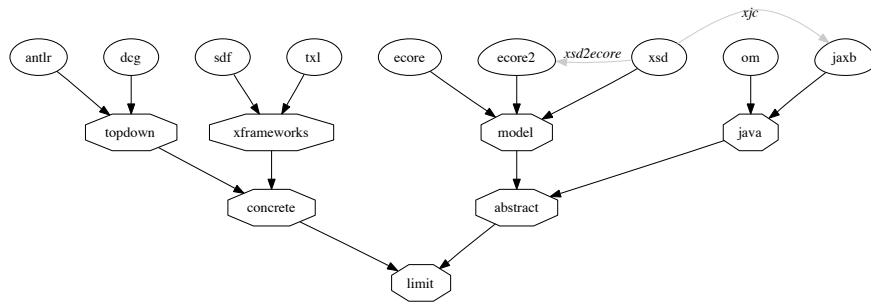 xjc
antlr
dcg
sdf
txl
ecore
ecore2
xsd2ecore
xsd
om
jaxb
topdown
xframeworks
model
java
concrete
abstract
limit